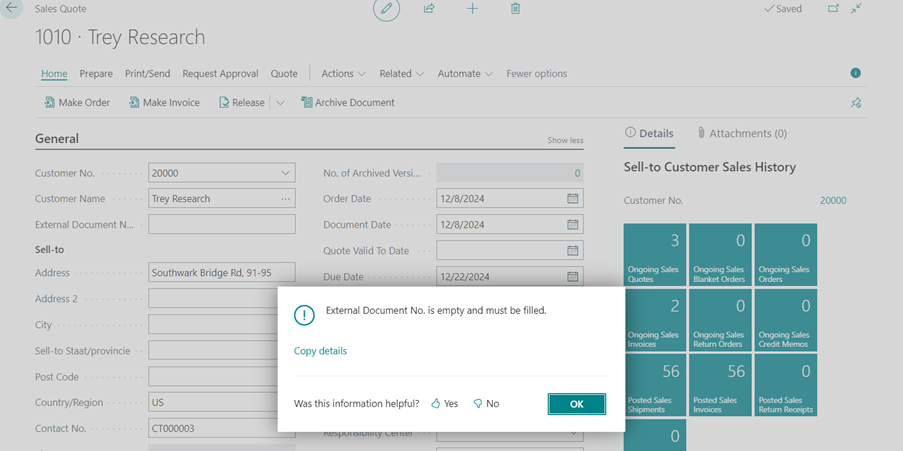 Sales Quote
Saved
1010 · Trey Research
Home Prepare Print/Send Request Approval Quote Actions Related Automate Fewer options
Make Order Make Invoice Release Archive Document
General
Show less
Customer No. 20000
Customer Name Trey Research
External Document N...
Sell-to
Address Southwark Bridge Rd, 91-95
Address 2
City
Sell-to Staat/provincie
Post Code
Country/Region US
Contact No. CT000003
No. of Archived Versi... 0
Order Date 12/8/2024
Document Date 12/8/2024
Quote Valid To Date
Due Date 12/22/2024
Responsibility Center
External Document No. is empty and must be filled.
Copy details
Was this information helpful? Yes No OK
Details Attachments (0)
Sell-to Customer Sales History
Customer No. 20000
3 0 0
Ongoing Sales Quotes
Ongoing Sales Blanket Orders
Ongoing Sales Orders
2 0 0
Ongoing Sales Invoices
Ongoing Sales Return Orders
Ongoing Sales Credit Memos
56 56 0
Posted Sales Shipments
Posted Sales Invoices
Posted Sales Return Receipts
0